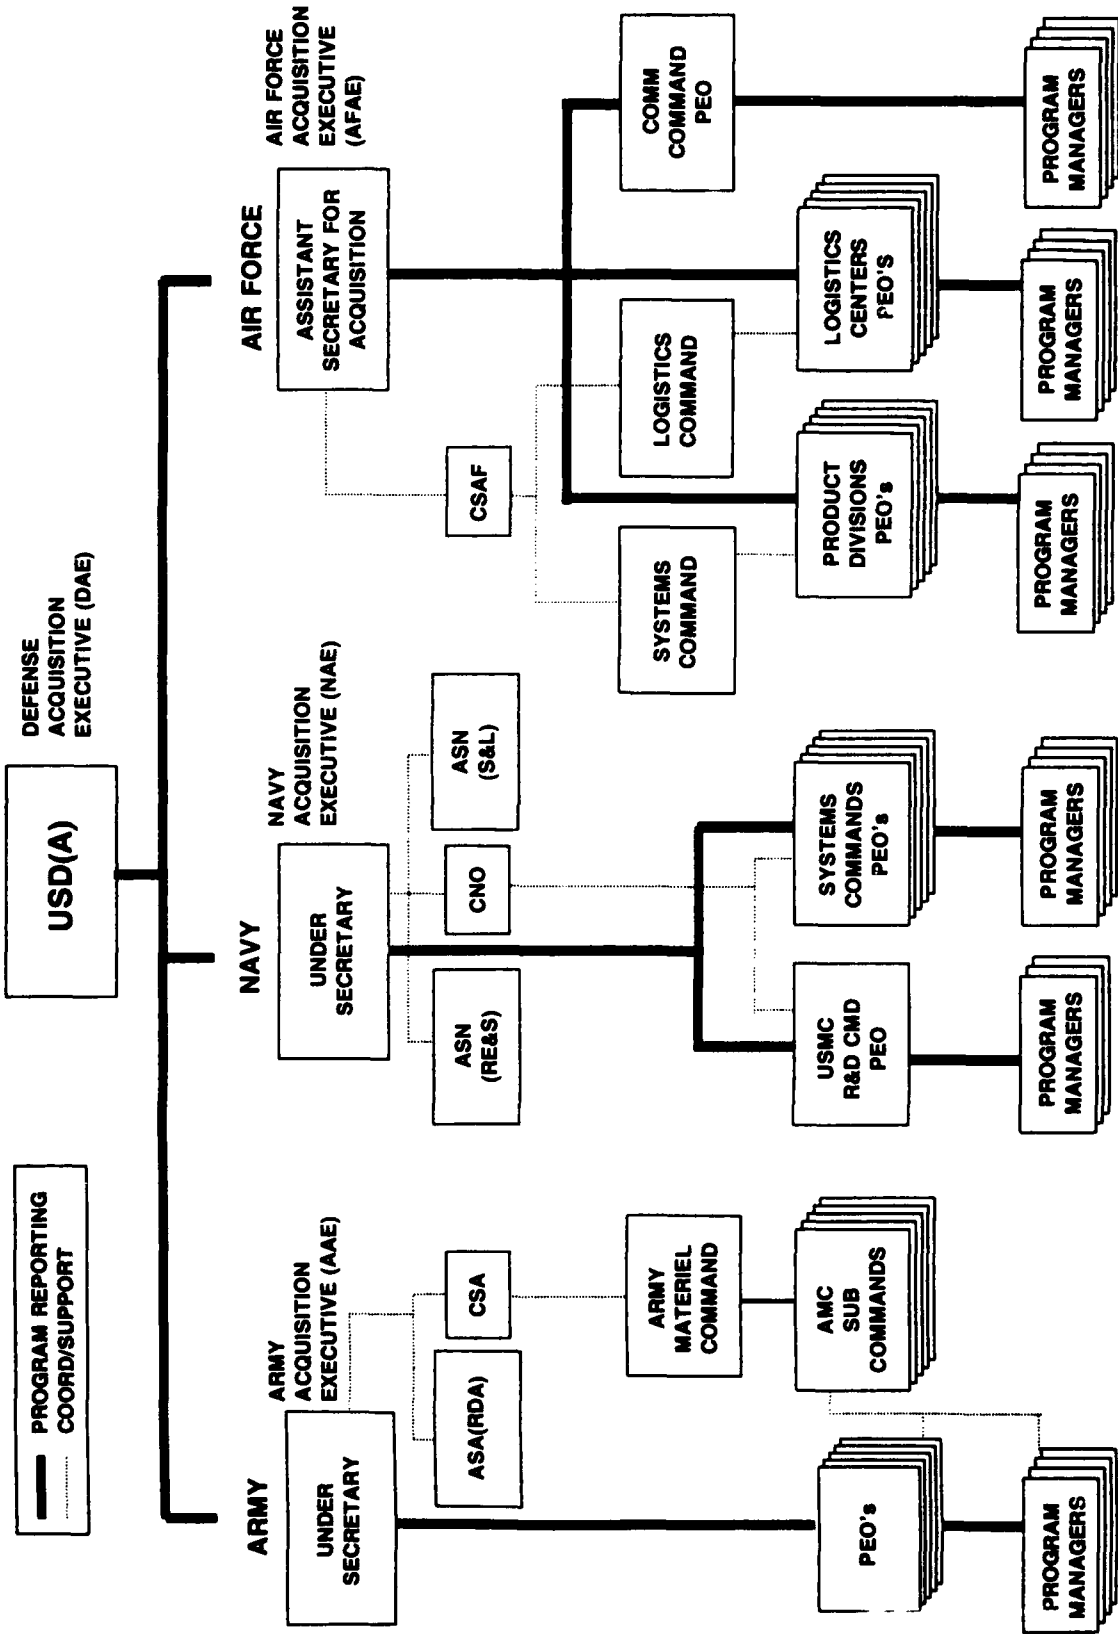 PROGRAM REPORTING
COORD/SUPPORT
USD(A)
DEFENSE
ACQUISITION
EXECUTIVE (DAE)
ARMY
UNDER
SECRETARY
ARMY
ACQUISITION
EXECUTIVE (AAE)
ASA(RDA)
CSA
ARMY
MATERIEL
COMMAND
AMC
SUB
COMMANDS
PEO's
PROGRAM
MANAGERS
NAVY
UNDER
SECRETARY
NAVY
ACQUISITION
EXECUTIVE (NAE)
ASN
(RE&S)
CNO
ASN
(S&L)
USMC
R&D CMD
PEO
SYSTEMS
COMMANDS
PEO's
PROGRAM
MANAGERS
PROGRAM
MANAGERS
AIR FORCE
ASSISTANT
SECRETARY FOR
ACQUISITION
AIR FORCE
ACQUISITION
EXECUTIVE
(AFAE)
CSAF
SYSTEMS
COMMAND
LOGISTICS
COMMAND
COMM
COMMAND
PEO
PRODUCT
DIVISIONS
PEO's
LOGISTICS
CENTERS
PEO'S
PROGRAM
MANAGERS
PROGRAM
MANAGERS
PROGRAM
MANAGERS